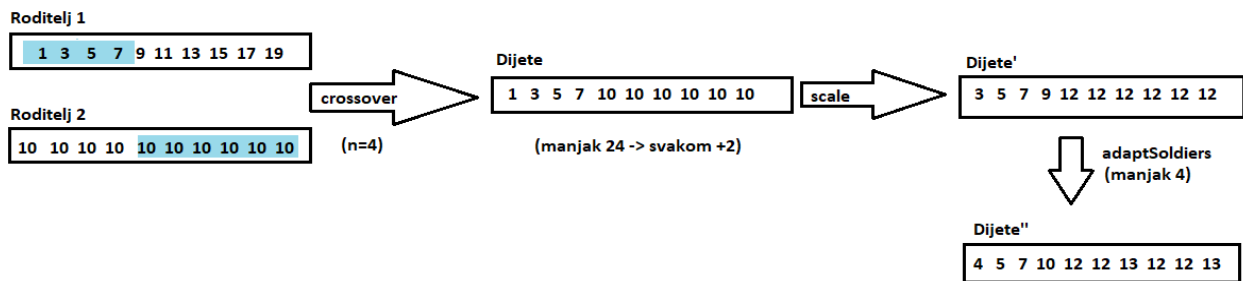 Roditelj 1
1 3 5 7 9 11 13 15 17 19
Roditelj 2
10 10 10 10 10 10 10 10 10 10
crossover
(n=4)
Dijete
1 3 5 7 10 10 10 10 10 10
(manjak 24 -> svakom +2)
scale
Dijete'
3 5 7 9 12 12 12 12 12 12
adaptSoldiers
(manjak 4)
Dijete''
4 5 7 10 12 12 13 12 12 13